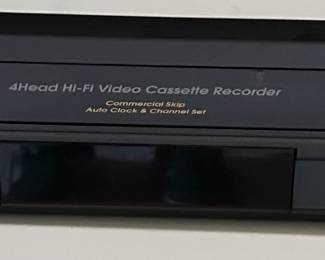 4Head Hi-Fi Video Cassette Recorder
Commercial Skip
Auto Clock & Channel Set